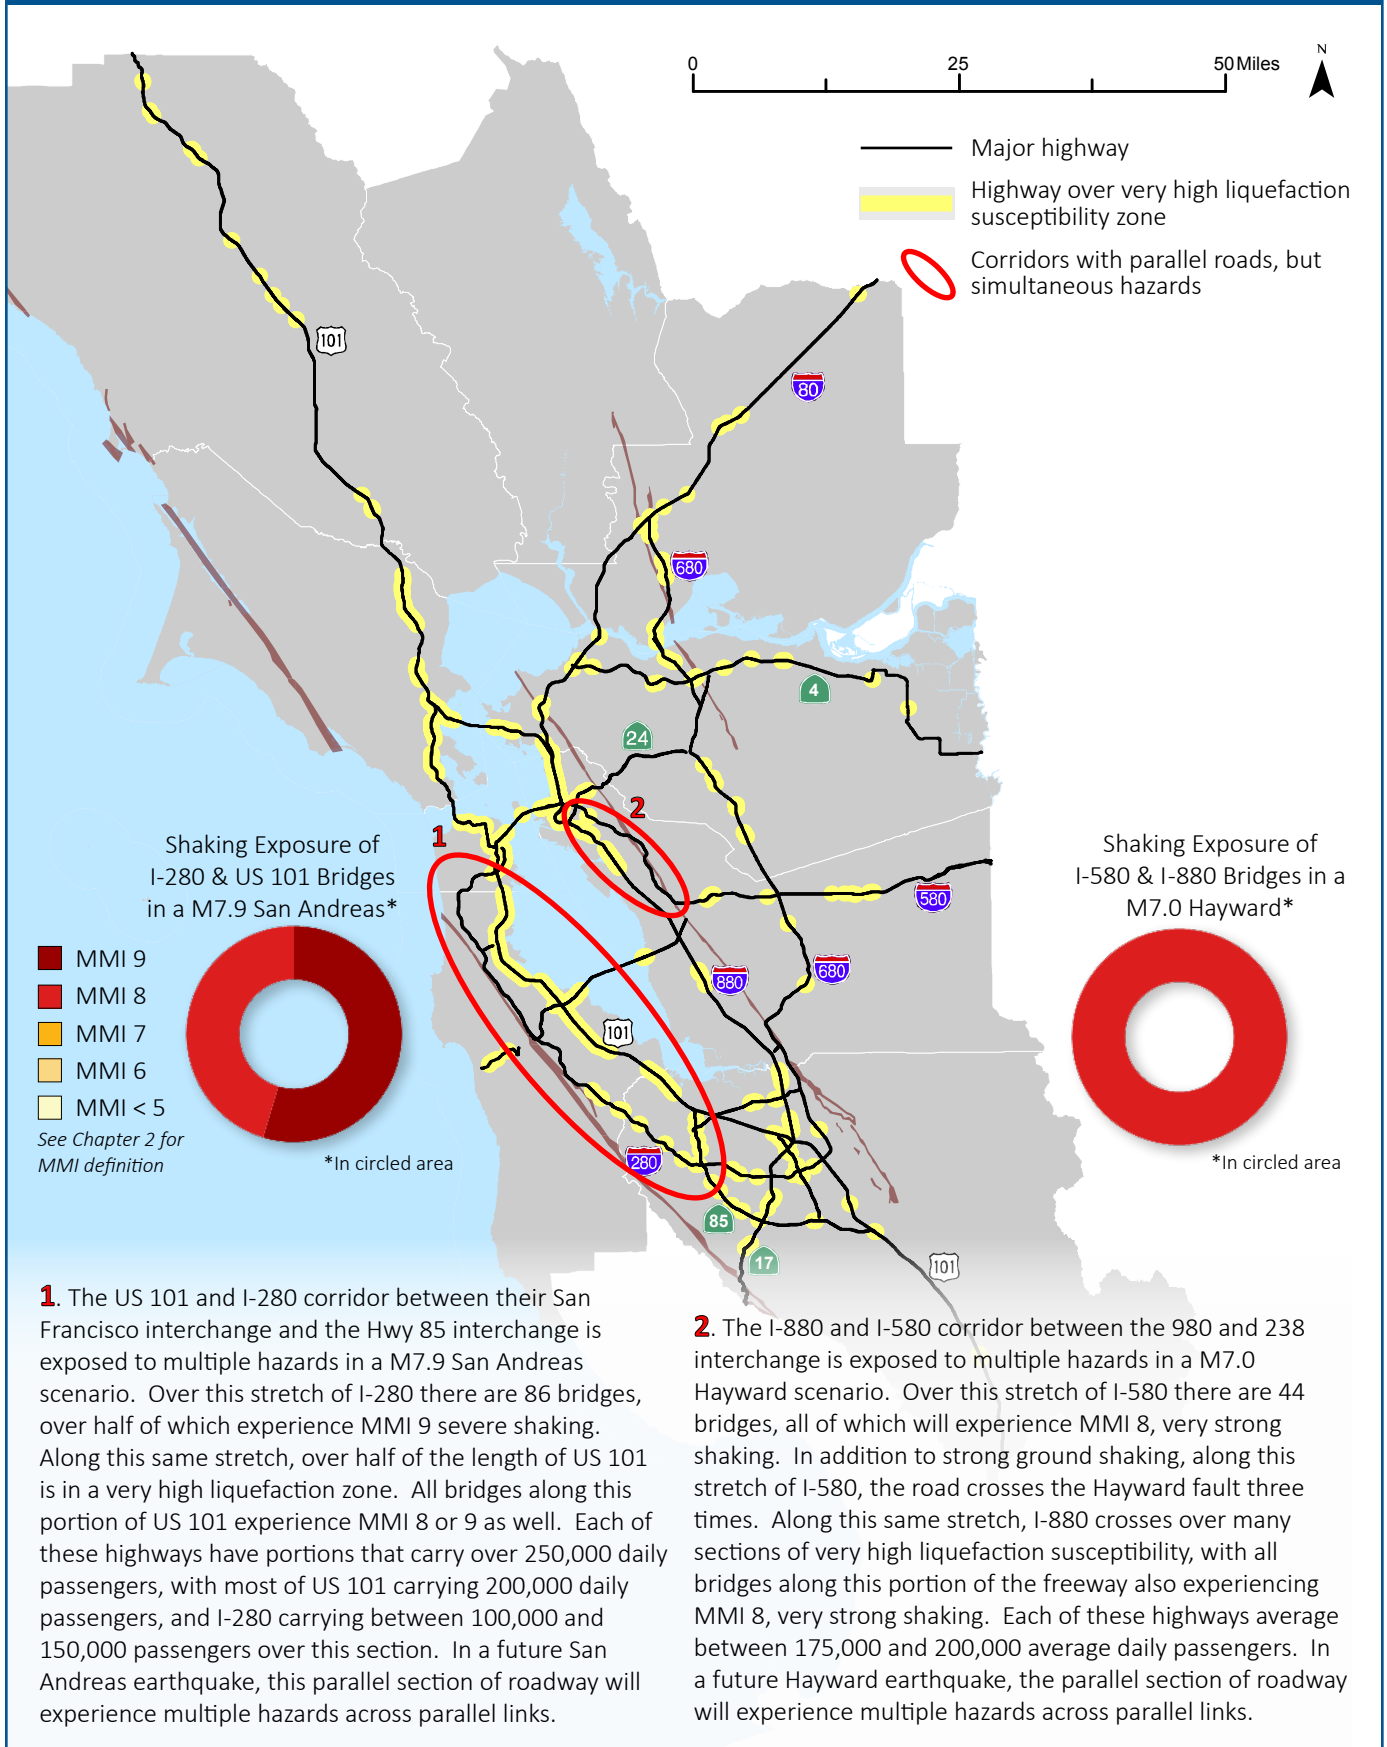 0 25 50 Miles
N
Major highway
Highway over very high liquefaction
susceptibility zone
Corridors with parallel roads, but
simultaneous hazards
101
80
680
4
24
2
1
Shaking Exposure of
I-280 & US 101 Bridges
in a M7.9 San Andreas*
MMI 9
MMI 8
MMI 7
MMI 6
MMI < 5
See Chapter 2 for
MMI definition
*In circled area
Shaking Exposure of
I-580 & I-880 Bridges in a
M7.0 Hayward*
*In circled area
580
680
880
101
280
85
17
101
1. The US 101 and I-280 corridor between their San
Francisco interchange and the Hwy 85 interchange is
exposed to multiple hazards in a M7.9 San Andreas
scenario. Over this stretch of I-280 there are 86 bridges,
over half of which experience MMI 9 severe shaking.
Along this same stretch, over half of the length of US 101
is in a very high liquefaction zone. All bridges along this
portion of US 101 experience MMI 8 or 9 as well. Each of
these highways have portions that carry over 250,000 daily
passengers, with most of US 101 carrying 200,000 daily
passengers, and I-280 carrying between 100,000 and
150,000 passengers over this section. In a future San
Andreas earthquake, this parallel section of roadway will
experience multiple hazards across parallel links.
2. The I-880 and I-580 corridor between the 980 and 238
interchange is exposed to multiple hazards in a M7.0
Hayward scenario. Over this stretch of I-580 there are 44
bridges, all of which will experience MMI 8, very strong
shaking. In addition to strong ground shaking, along this
stretch of I-580, the road crosses the Hayward fault three
times. Along this same stretch, I-880 crosses over many
sections of very high liquefaction susceptibility, with all
bridges along this portion of the freeway also experiencing
MMI 8, very strong shaking. Each of these highways average
between 175,000 and 200,000 average daily passengers. In
a future Hayward earthquake, the parallel section of roadway
will experience multiple hazards across parallel links.